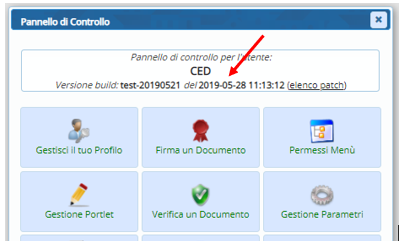 Pannello di Controllo
Pannello di controllo per l'utente:
CED
Versione build: test-20190521 del 2019-05-28 11:13:12 (elenco patch)
Gestisci il tuo Profilo
Firma un Documento
Permessi Menù
Gestione Portlet
Verifica un Documento
Gestione Parametri